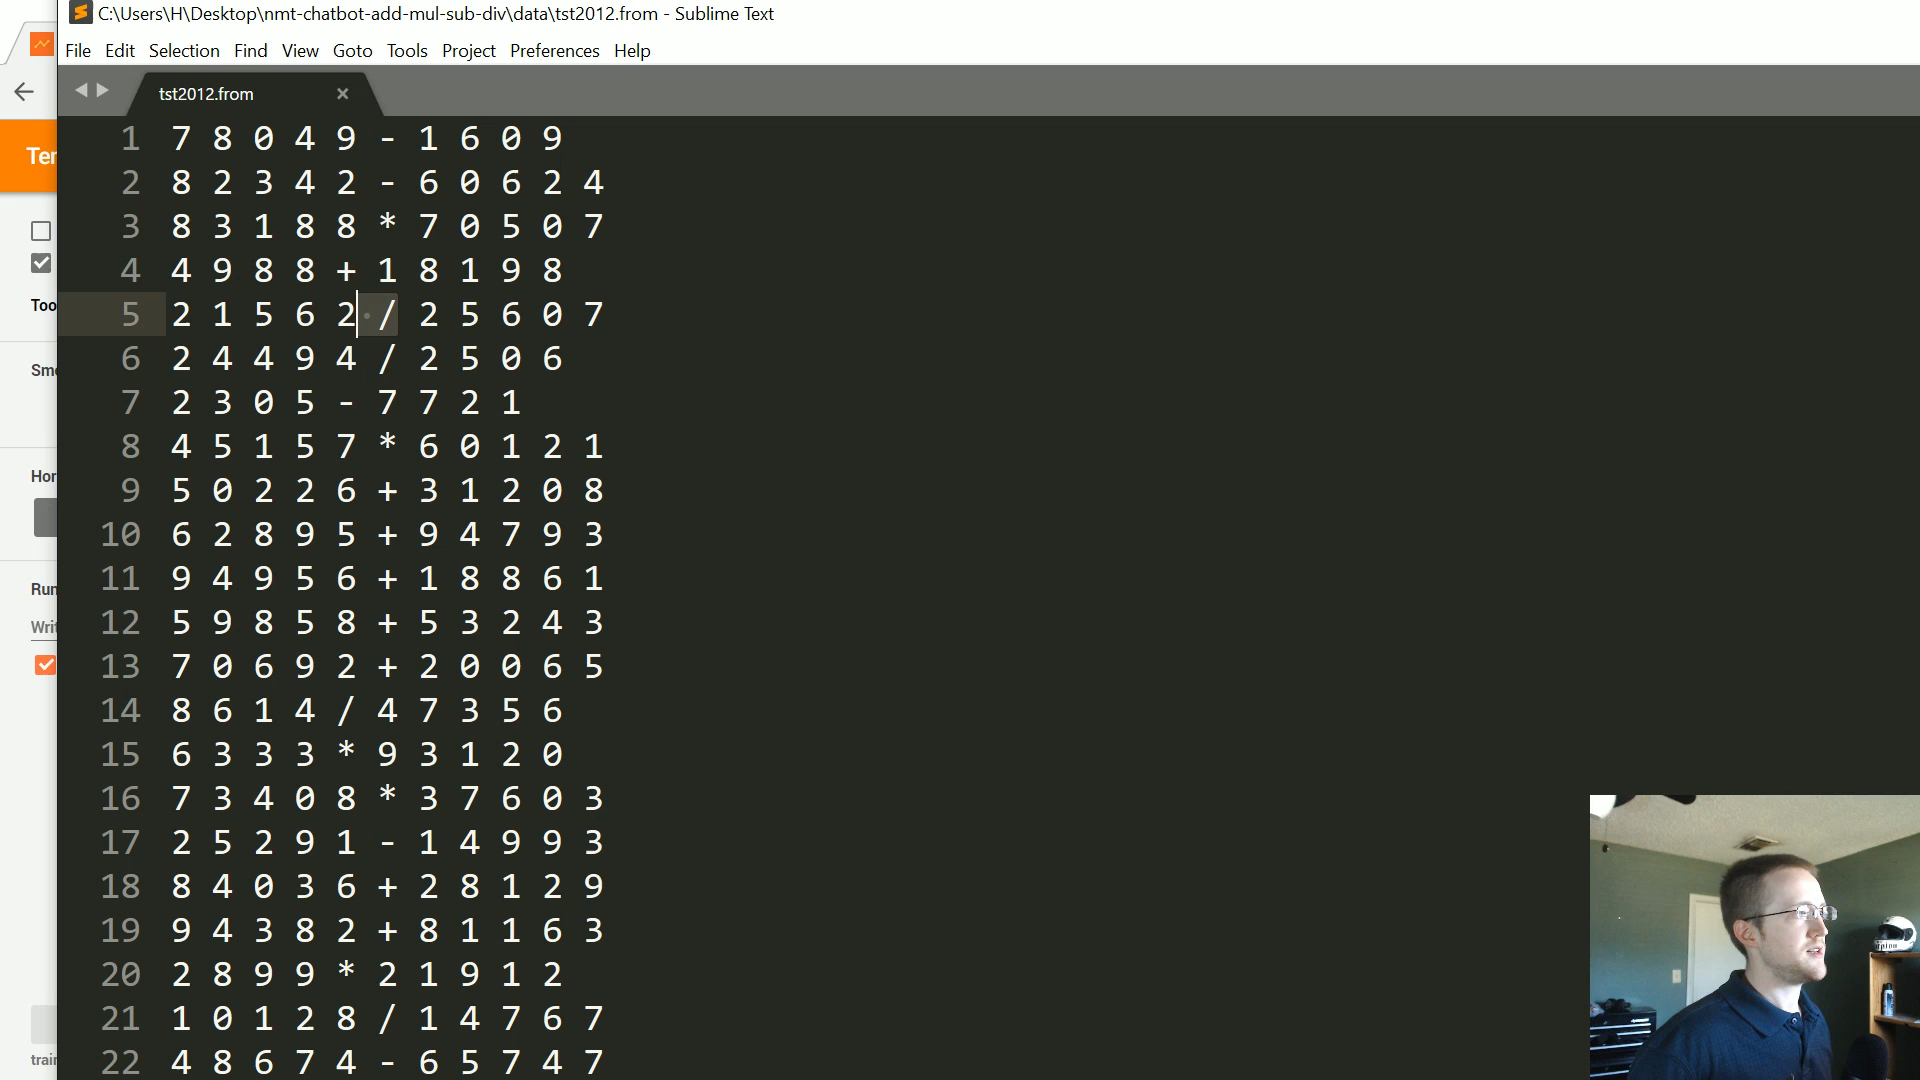 C:\Users\H\Desktop\nmt-chatbot-add-mul-sub-div\data\tst2012.from - Sublime Text
File Edit Selection Find View Goto Tools Project Preferences Help
tst2012.from ×
1 7 8 0 4 9 - 1 6 0 9
2 8 2 3 4 2 - 6 0 6 2 4
3 8 3 1 8 8 * 7 0 5 0 7
4 4 9 8 8 + 1 8 1 9 8
5 2 1 5 6 2 / 2 5 6 0 7
6 2 4 4 9 4 / 2 5 0 6
7 2 3 0 5 - 7 7 2 1
8 4 5 1 5 7 * 6 0 1 2 1
9 5 0 2 2 6 + 3 1 2 0 8
10 6 2 8 9 5 + 9 4 7 9 3
11 9 4 9 5 6 + 1 8 8 6 1
12 5 9 8 5 8 + 5 3 2 4 3
13 7 0 6 9 2 + 2 0 0 6 5
14 8 6 1 4 / 4 7 3 5 6
15 6 3 3 3 * 9 3 1 2 0
16 7 3 4 0 8 * 3 7 6 0 3
17 2 5 2 9 1 - 1 4 9 9 3
18 8 4 0 3 6 + 2 8 1 2 9
19 9 4 3 8 2 + 8 1 1 6 3
20 2 8 9 9 * 2 1 9 1 2
21 1 0 1 2 8 / 1 4 7 6 7
22 4 8 6 7 4 - 6 5 7 4 7
Ter
Too
Smo
Hor
Run
Writ
train